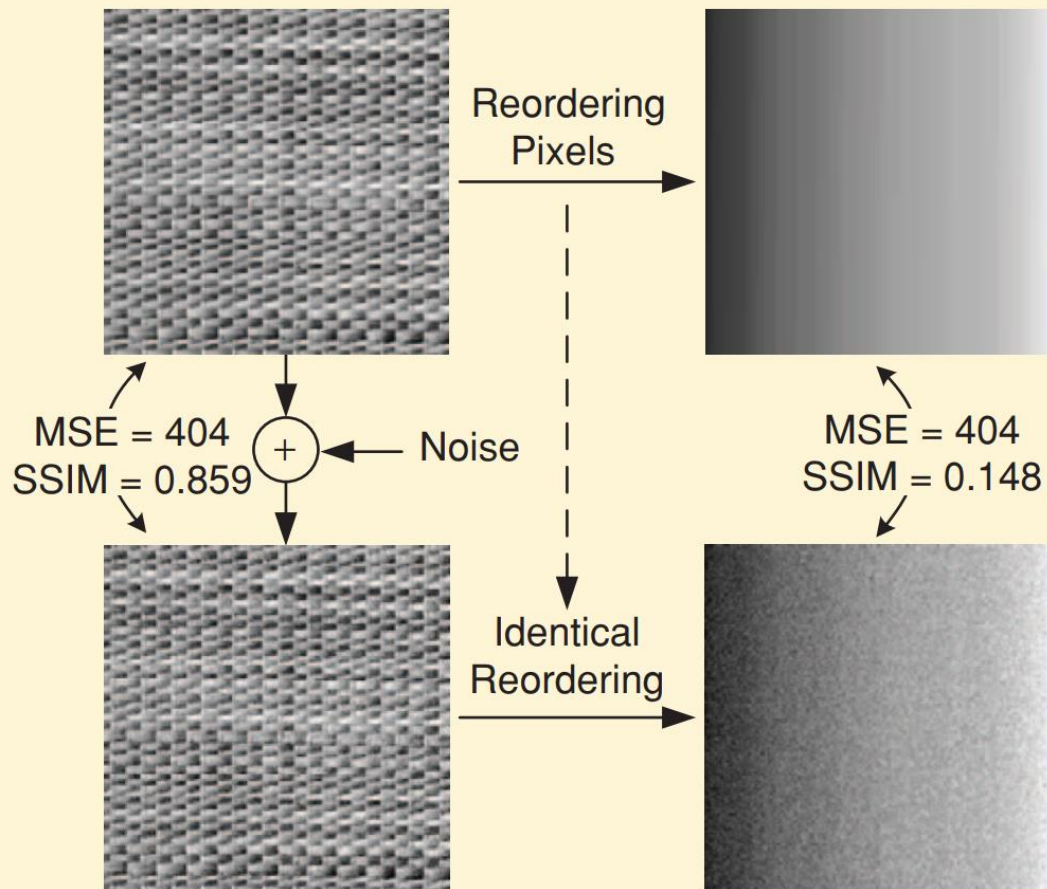 Reordering
Pixels
MSE = 404
SSIM = 0.859
+
Noise
MSE = 404
SSIM = 0.148
Identical
Reordering